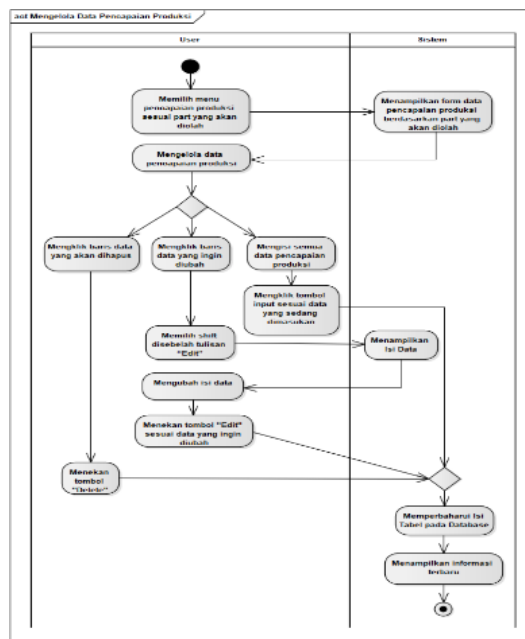 act Mengelola Data Pencapaian Produksi
User
Sistem
Memilih menu
pencapaian produksi
sesuai part yang akan
diolah
Menampilkan form data
pencapaian produksi
berdasarkan part yang
akan diolah
Mengelola data
pencapaian produksi
Mengklik baris data
yang akan dihapus
Mengklik baris
data yang ingin
diubah
Mengisi semua
data pencapaian
produksi
Mengklik tombol
input sesuai data
yang sedang
dimasukan
Memilih shift
disebelah tulisan
"Edit"
Menampilkan
Isi Data
Mengubah isi data
Menekan tombol "Edit"
sesuai data yang ingin
diubah
Menekan
tombol
"Delete"
Memperbaharui Isi
Tabel pada Database
Menampilkan informasi
terbaru